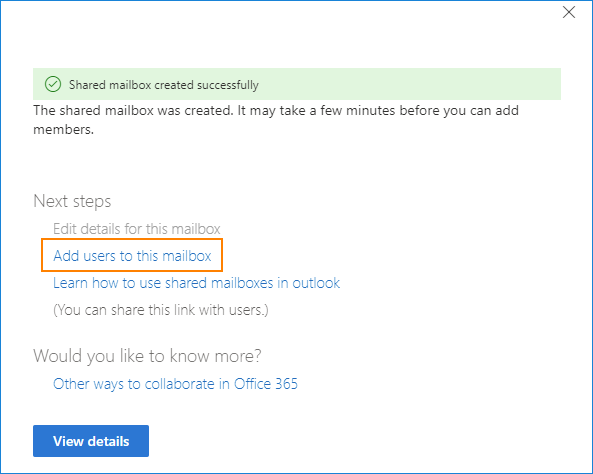 Shared mailbox created successfully
The shared mailbox was created. It may take a few minutes before you can add
members.
Next steps
Edit details for this mailbox
Add users to this mailbox
Learn how to use shared mailboxes in outlook
(You can share this link with users.)
Would you like to know more?
Other ways to collaborate in Office 365
View details